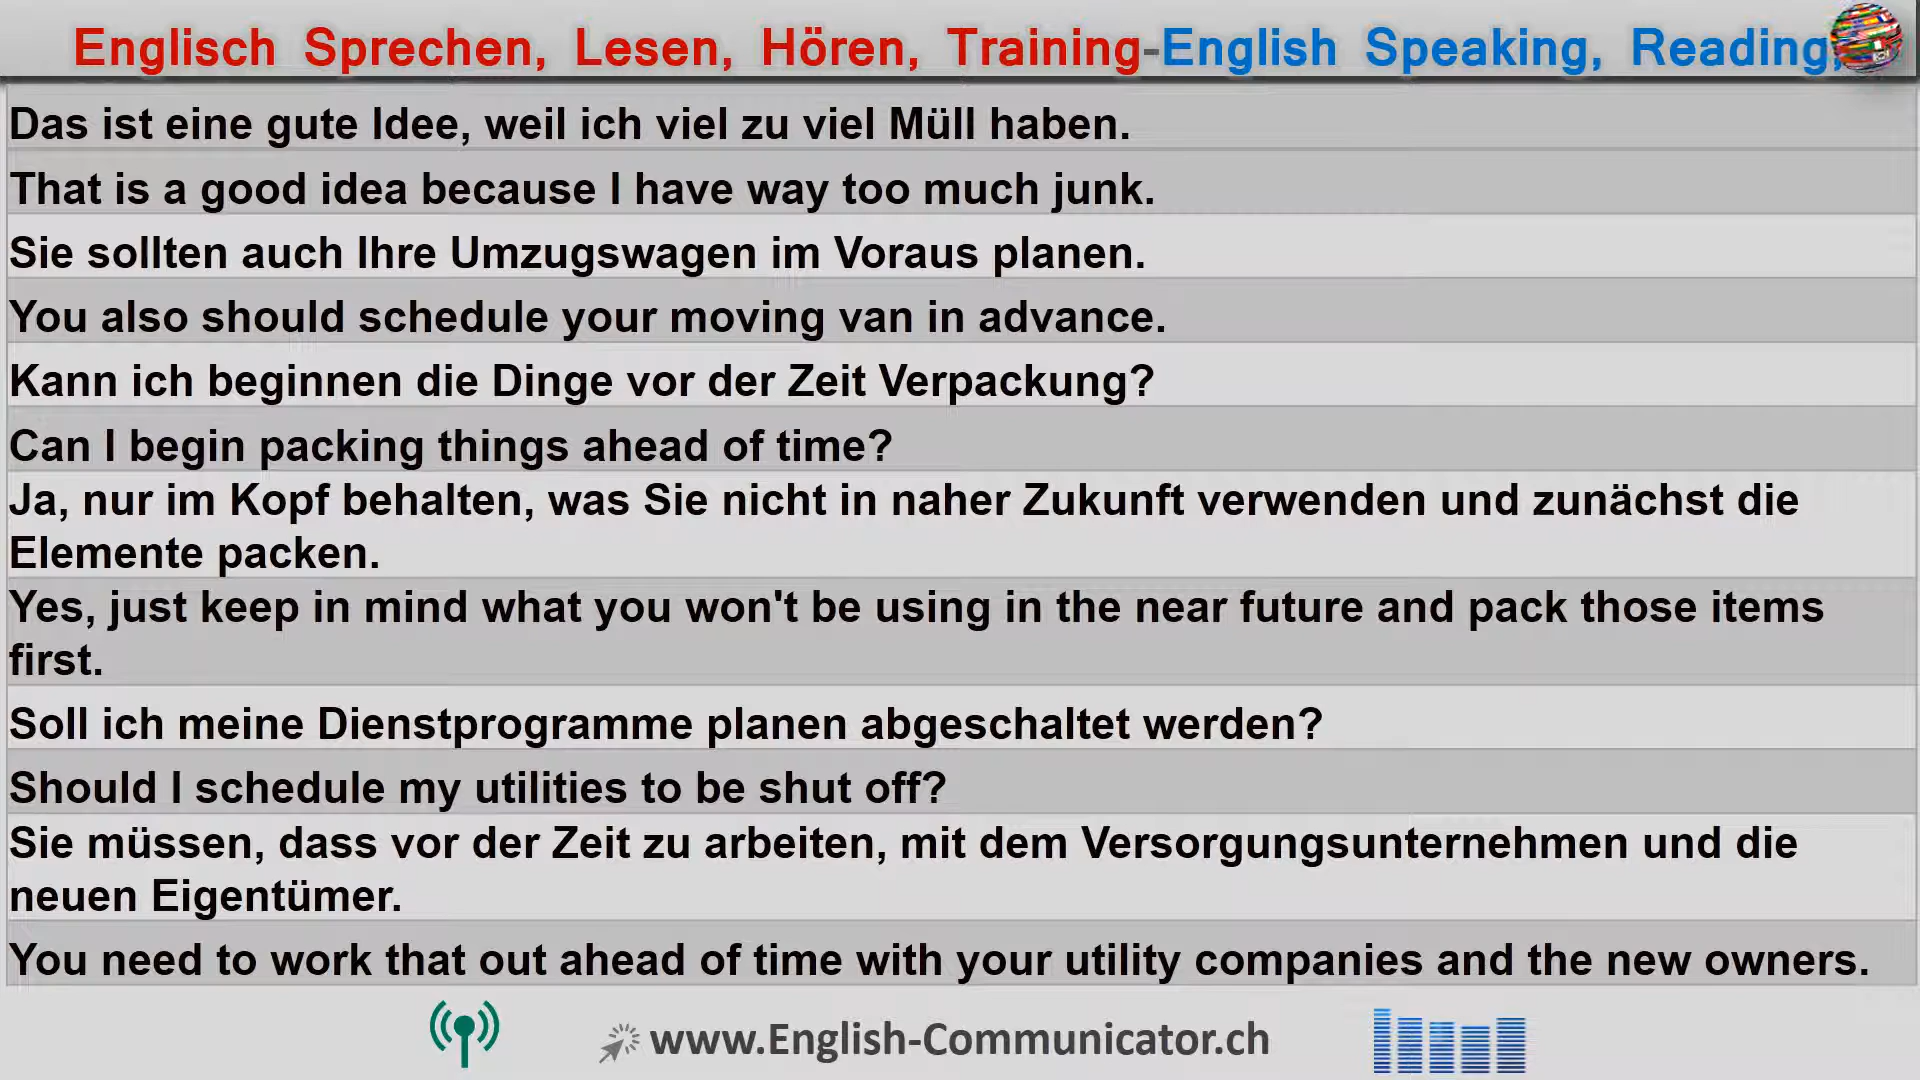 Englisch Sprechen, Lesen, Hören, Training-English Speaking, Reading,
Das ist eine gute Idee, weil ich viel zu viel Müll haben.
That is a good idea because I have way too much junk.
Sie sollten auch Ihre Umzugswagen im Voraus planen.
You also should schedule your moving van in advance.
Kann ich beginnen die Dinge vor der Zeit Verpackung?
Can I begin packing things ahead of time?
Ja, nur im Kopf behalten, was Sie nicht in naher Zukunft verwenden und zunächst die
Elemente packen.
Yes, just keep in mind what you won't be using in the near future and pack those items
first.
Soll ich meine Dienstprogramme planen abgeschaltet werden?
Should I schedule my utilities to be shut off?
Sie müssen, dass vor der Zeit zu arbeiten, mit dem Versorgungsunternehmen und die
neuen Eigentümer.
You need to work that out ahead of time with your utility companies and the new owners.
www.English-Communicator.ch